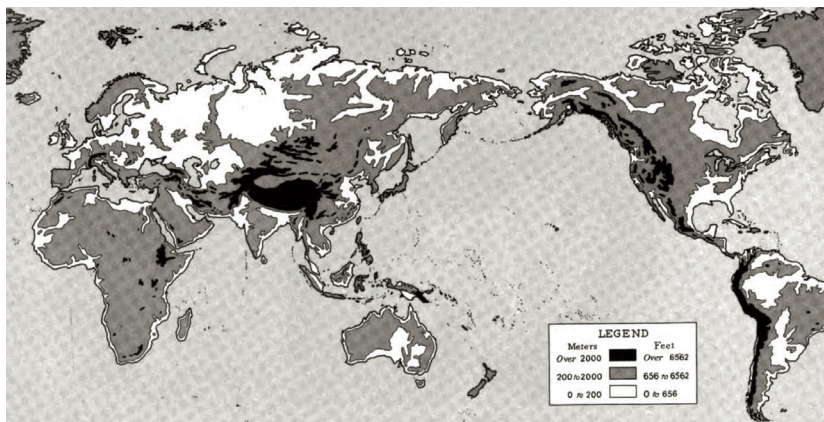 LEGEND
Meters Feet
Over 2000 Over 6562
200 to 2000 656 to 6562
0 to 200 0 to 656